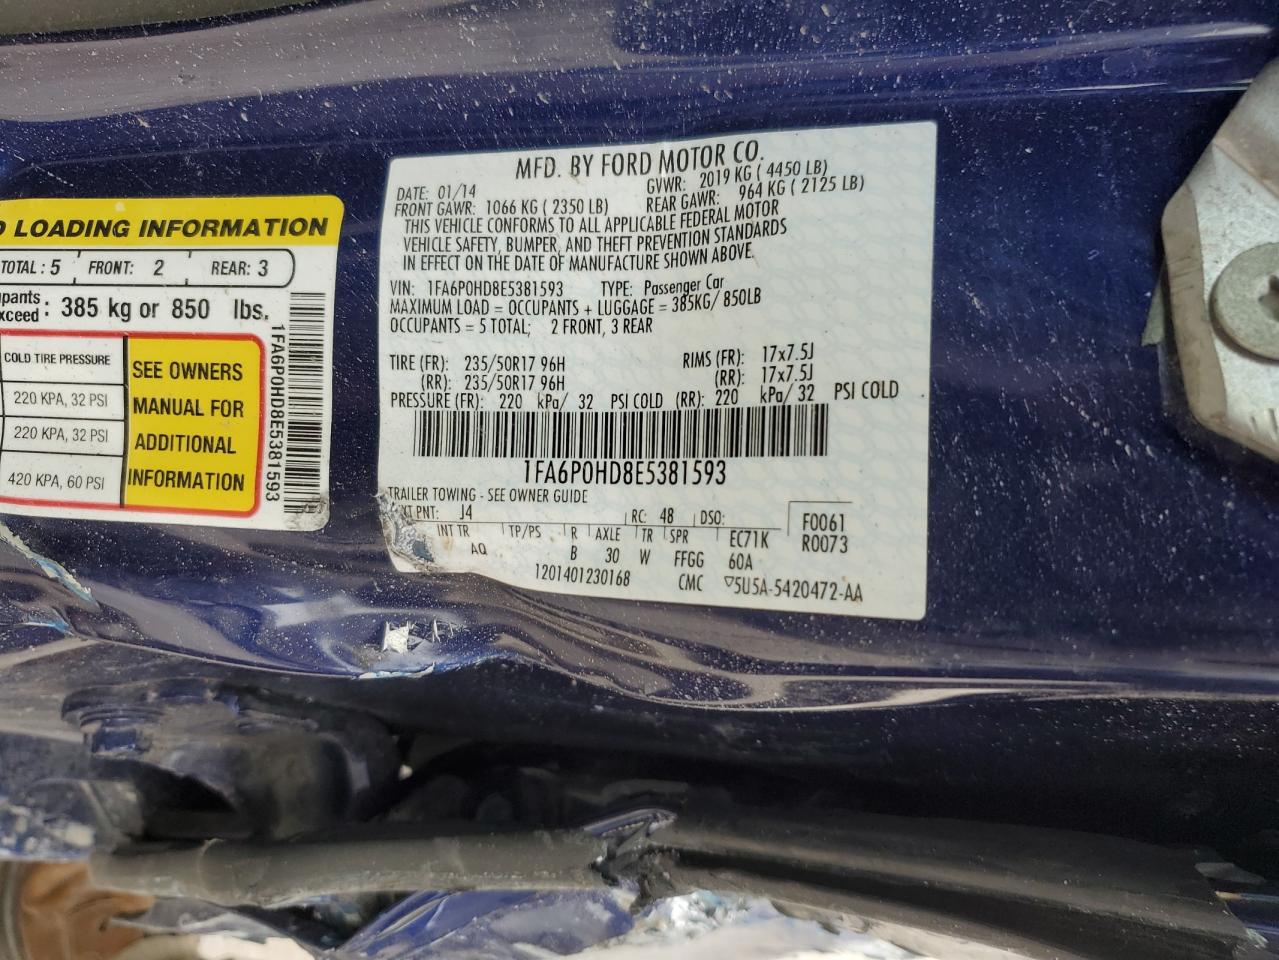 D LOADING INFORMATION
TOTAL: 5 FRONT: 2 REAR: 3
pants
xceed : 385 kg or 850 lbs.
COLD TIRE PRESSURE
220 KPA, 32 PSI
220 KPA, 32 PSI
420 KPA, 60 PSI
SEE OWNERS
MANUAL FOR
ADDITIONAL
INFORMATION
1FA6P0HD8E5381593
MFD. BY FORD MOTOR CO.
DATE: 01/14 GVWR: 2019 KG ( 4450 LB)
FRONT GAWR: 1066 KG ( 2350 LB) REAR GAWR: 964 KG ( 2125 LB)
THIS VEHICLE CONFORMS TO ALL APPLICABLE FEDERAL MOTOR
VEHICLE SAFETY, BUMPER, AND THEFT PREVENTION STANDARDS
IN EFFECT ON THE DATE OF MANUFACTURE SHOWN ABOVE.
VIN: 1FA6P0HD8E5381593 TYPE: Passenger Car
MAXIMUM LOAD = OCCUPANTS + LUGGAGE = 385KG/ 850LB
OCCUPANTS = 5 TOTAL; 2 FRONT, 3 REAR
TIRE (FR): 235/50R17 96H RIMS (FR): 17x7.5J
(RR): 235/50R17 96H (RR): 17x7.5J
PRESSURE (FR): 220 kPa/ 32 PSI COLD (RR): 220 kPa/ 32 PSI COLD
1FA6P0HD8E5381593
TRAILER TOWING - SEE OWNER GUIDE
PNT: J4 RC: 48 DSO: F0061
INT TR TP/PS R AXLE TR SPR EC71K R0073
AQ B 30 W FFGG 60A
1201401230168 CMC ▽5U5A-5420472-AA